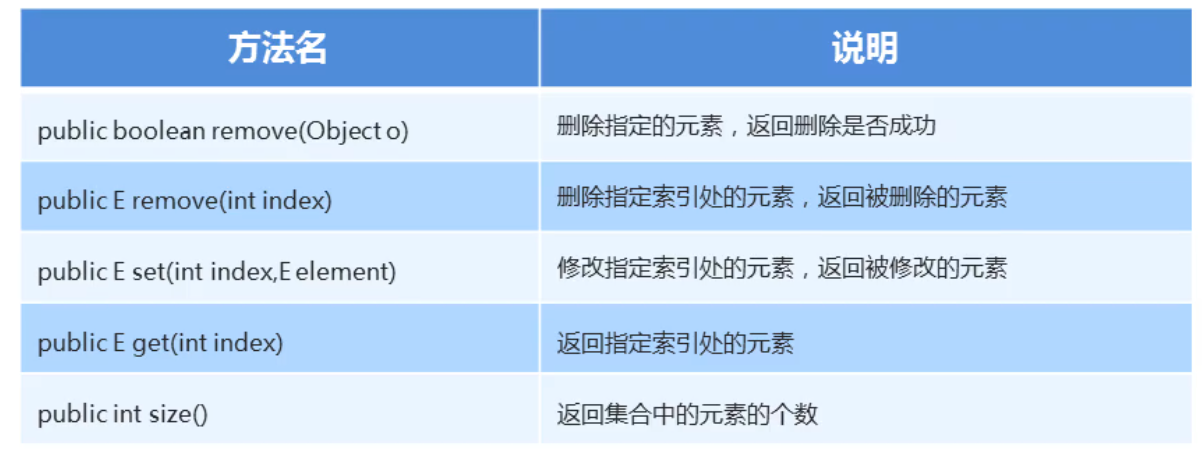 方法名 说明
public boolean remove(Object o) 删除指定的元素，返回删除是否成功
public E remove(int index) 删除指定索引处的元素，返回被删除的元素
public E set(int index,E element) 修改指定索引处的元素，返回被修改的元素
public E get(int index) 返回指定索引处的元素
public int size() 返回集合中的元素的个数